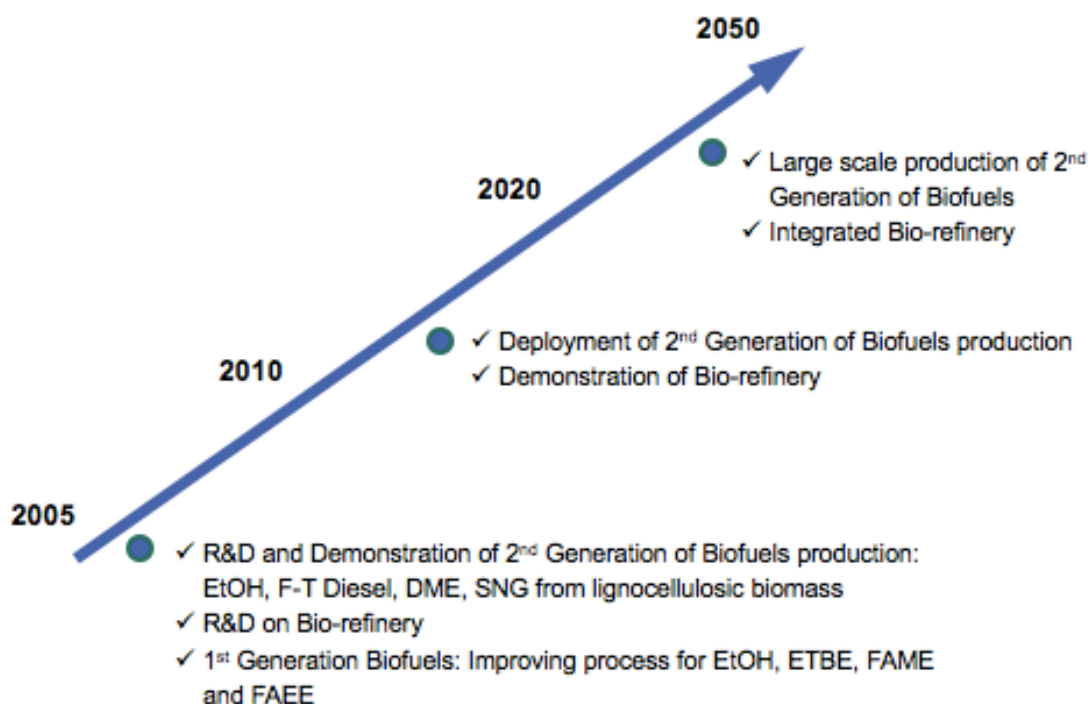 2050
✓ Large scale production of 2nd
Generation of Biofuels
✓ Integrated Bio-refinery
2020
✓ Deployment of 2nd Generation of Biofuels production
✓ Demonstration of Bio-refinery
2010
2005
✓ R&D and Demonstration of 2nd Generation of Biofuels production:
EtOH, F-T Diesel, DME, SNG from lignocellulosic biomass
✓ R&D on Bio-refinery
✓ 1st Generation Biofuels: Improving process for EtOH, ETBE, FAME
and FAEE